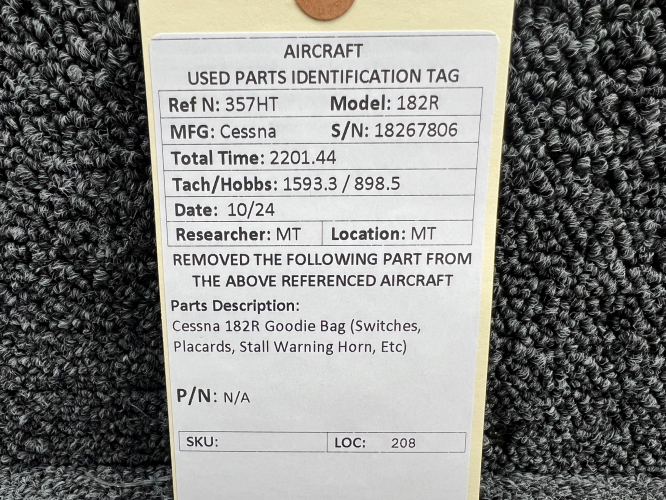 AIRCRAFT
USED PARTS IDENTIFICATION TAG
Ref N: 357HT Model: 182R
MFG: Cessna S/N: 18267806
Total Time: 2201.44
Tach/Hobbs: 1593.3 / 898.5
Date: 10/24
Researcher: MT Location: MT
REMOVED THE FOLLOWING PART FROM
THE ABOVE REFERENCED AIRCRAFT
Parts Description:
Cessna 182R Goodie Bag (Switches,
Placards, Stall Warning Horn, Etc)
P/N: N/A
SKU: LOC: 208